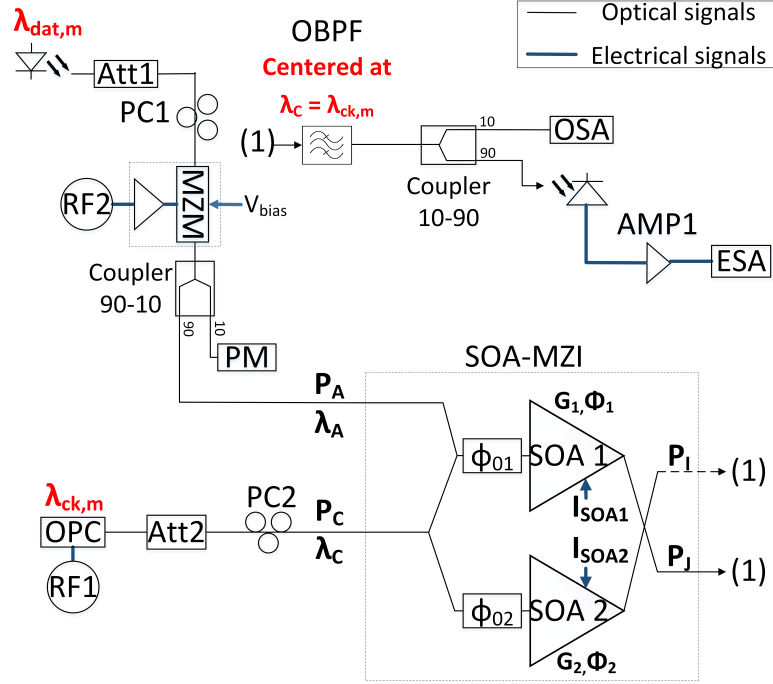 Optical signals
Electrical signals
λdat,m
Att1
PC1
OBPF
Centered at
λC = λck,m
(1)
10
90
OSA
Coupler
10-90
AMP1
ESA
RF2
MZM
Vbias
Coupler
90-10
90
10
PM
SOA-MZI
PA
λA
G1,Φ1
ϕ01
SOA 1
ISOA1
PI
(1)
λck,m
OPC
Att2
PC2
PC
λC
RF1
ISOA2
PJ
(1)
ϕ02
SOA 2
G2,Φ2